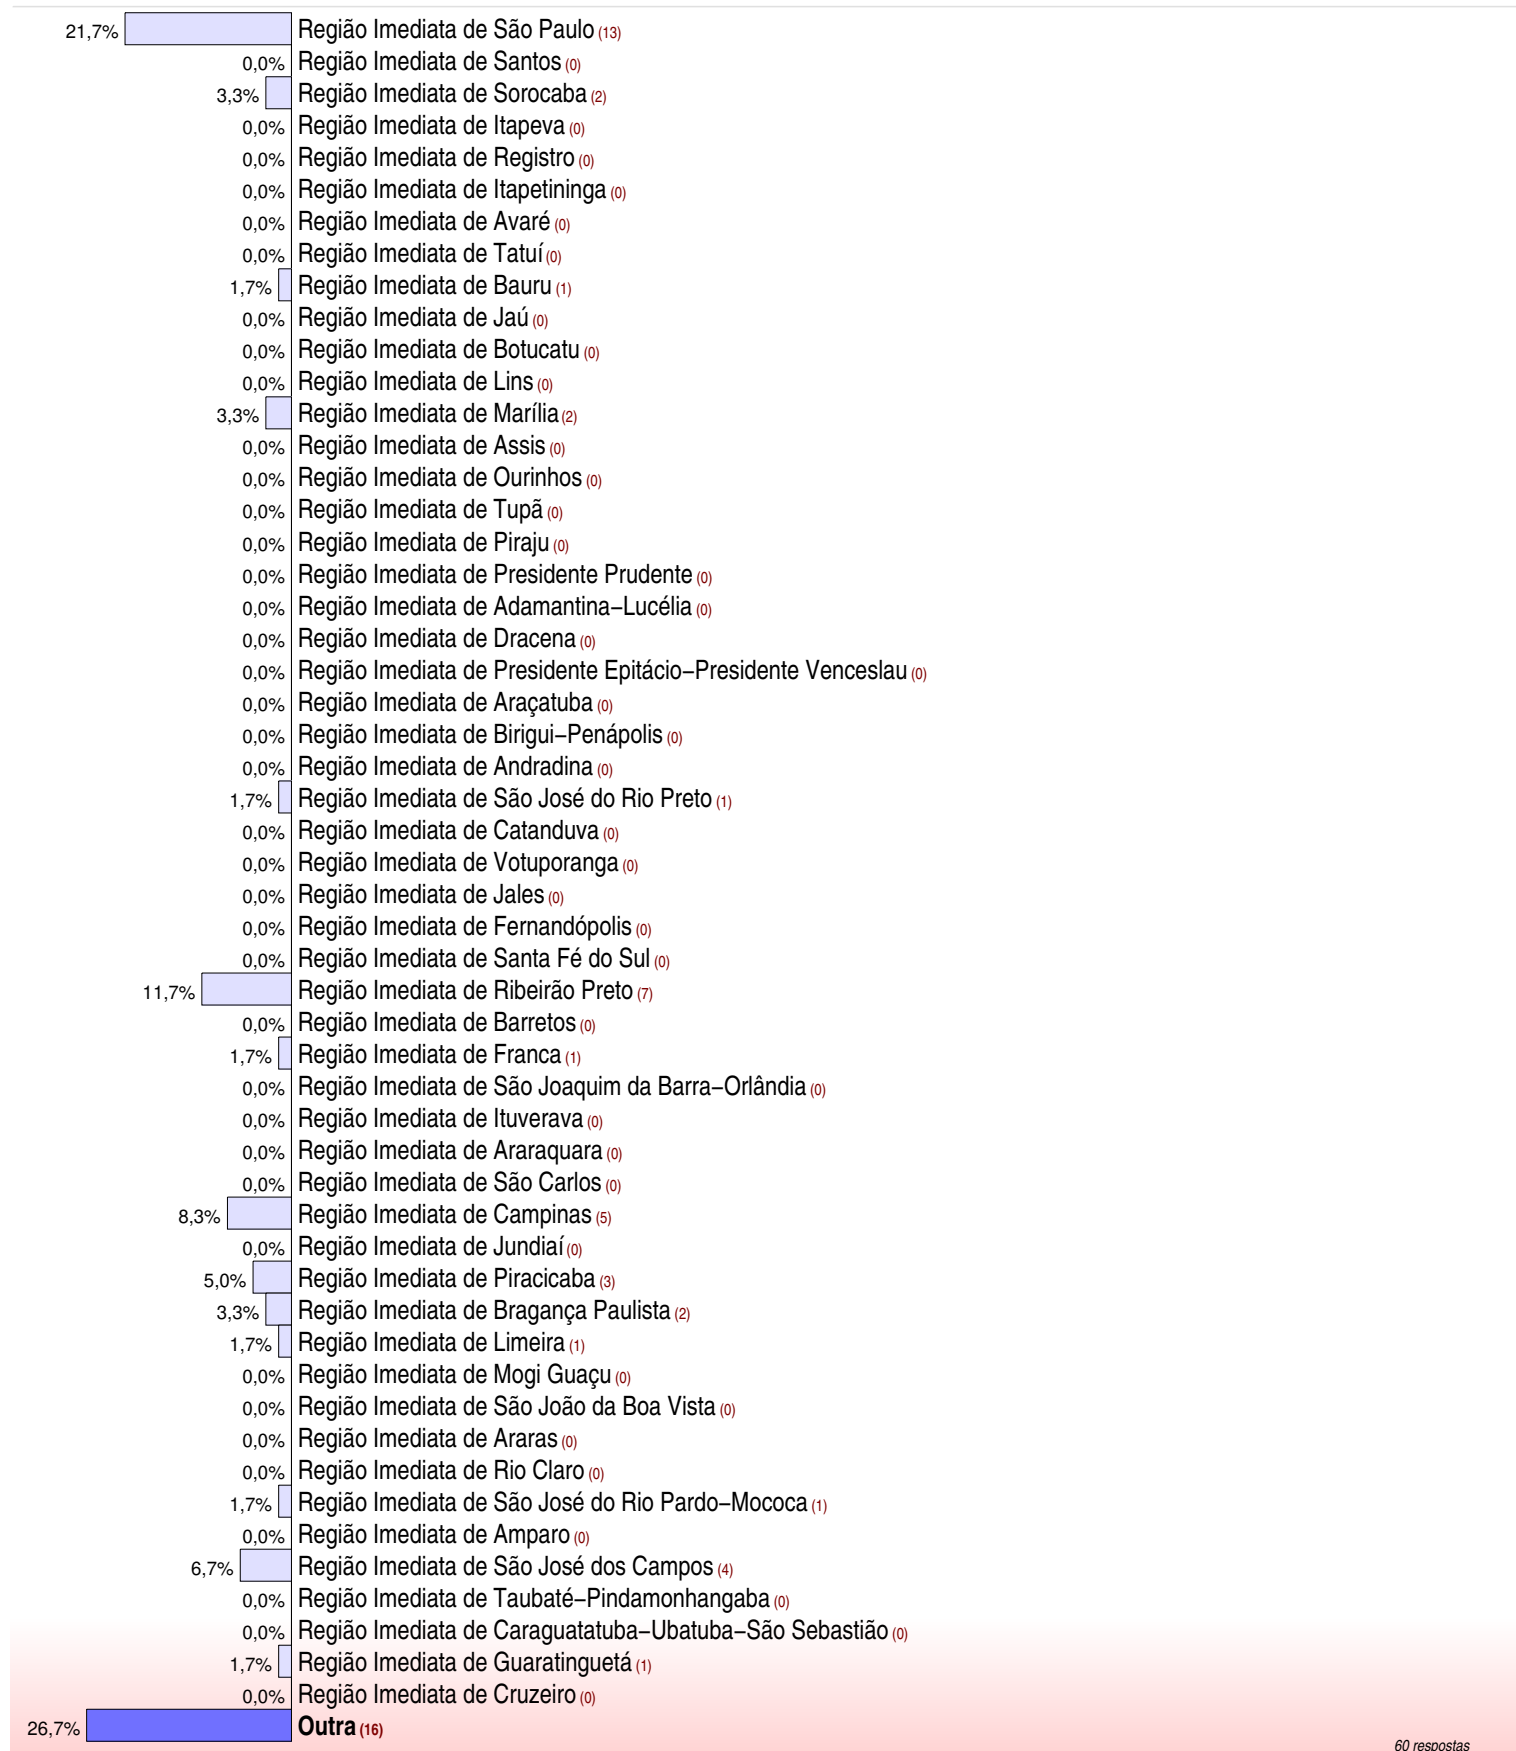 21,7% Região Imediata de São Paulo (13)
0,0% Região Imediata de Santos (0)
3,3% Região Imediata de Sorocaba (2)
0,0% Região Imediata de Itapeva (0)
0,0% Região Imediata de Registro (0)
0,0% Região Imediata de Itapetininga (0)
0,0% Região Imediata de Avaré (0)
0,0% Região Imediata de Tatuí (0)
1,7% Região Imediata de Bauru (1)
0,0% Região Imediata de Jaú (0)
0,0% Região Imediata de Botucatu (0)
0,0% Região Imediata de Lins (0)
3,3% Região Imediata de Marília (2)
0,0% Região Imediata de Assis (0)
0,0% Região Imediata de Ourinhos (0)
0,0% Região Imediata de Tupã (0)
0,0% Região Imediata de Piraju (0)
0,0% Região Imediata de Presidente Prudente (0)
0,0% Região Imediata de Adamantina–Lucélia (0)
0,0% Região Imediata de Dracena (0)
0,0% Região Imediata de Presidente Epitácio–Presidente Venceslau (0)
0,0% Região Imediata de Araçatuba (0)
0,0% Região Imediata de Birigui–Penápolis (0)
0,0% Região Imediata de Andradina (0)
1,7% Região Imediata de São José do Rio Preto (1)
0,0% Região Imediata de Catanduva (0)
0,0% Região Imediata de Votuporanga (0)
0,0% Região Imediata de Jales (0)
0,0% Região Imediata de Fernandópolis (0)
0,0% Região Imediata de Santa Fé do Sul (0)
11,7% Região Imediata de Ribeirão Preto (7)
0,0% Região Imediata de Barretos (0)
1,7% Região Imediata de Franca (1)
0,0% Região Imediata de São Joaquim da Barra–Orlândia (0)
0,0% Região Imediata de Ituverava (0)
0,0% Região Imediata de Araraquara (0)
0,0% Região Imediata de São Carlos (0)
8,3% Região Imediata de Campinas (5)
0,0% Região Imediata de Jundiaí (0)
5,0% Região Imediata de Piracicaba (3)
3,3% Região Imediata de Bragança Paulista (2)
1,7% Região Imediata de Limeira (1)
0,0% Região Imediata de Mogi Guaçu (0)
0,0% Região Imediata de São João da Boa Vista (0)
0,0% Região Imediata de Araras (0)
0,0% Região Imediata de Rio Claro (0)
1,7% Região Imediata de São José do Rio Pardo–Mococa (1)
0,0% Região Imediata de Amparo (0)
6,7% Região Imediata de São José dos Campos (4)
0,0% Região Imediata de Taubaté–Pindamonhangaba (0)
0,0% Região Imediata de Caraguatatuba–Ubatuba–São Sebastião (0)
1,7% Região Imediata de Guaratinguetá (1)
0,0% Região Imediata de Cruzeiro (0)
26,7% Outra (16)
60 respostas